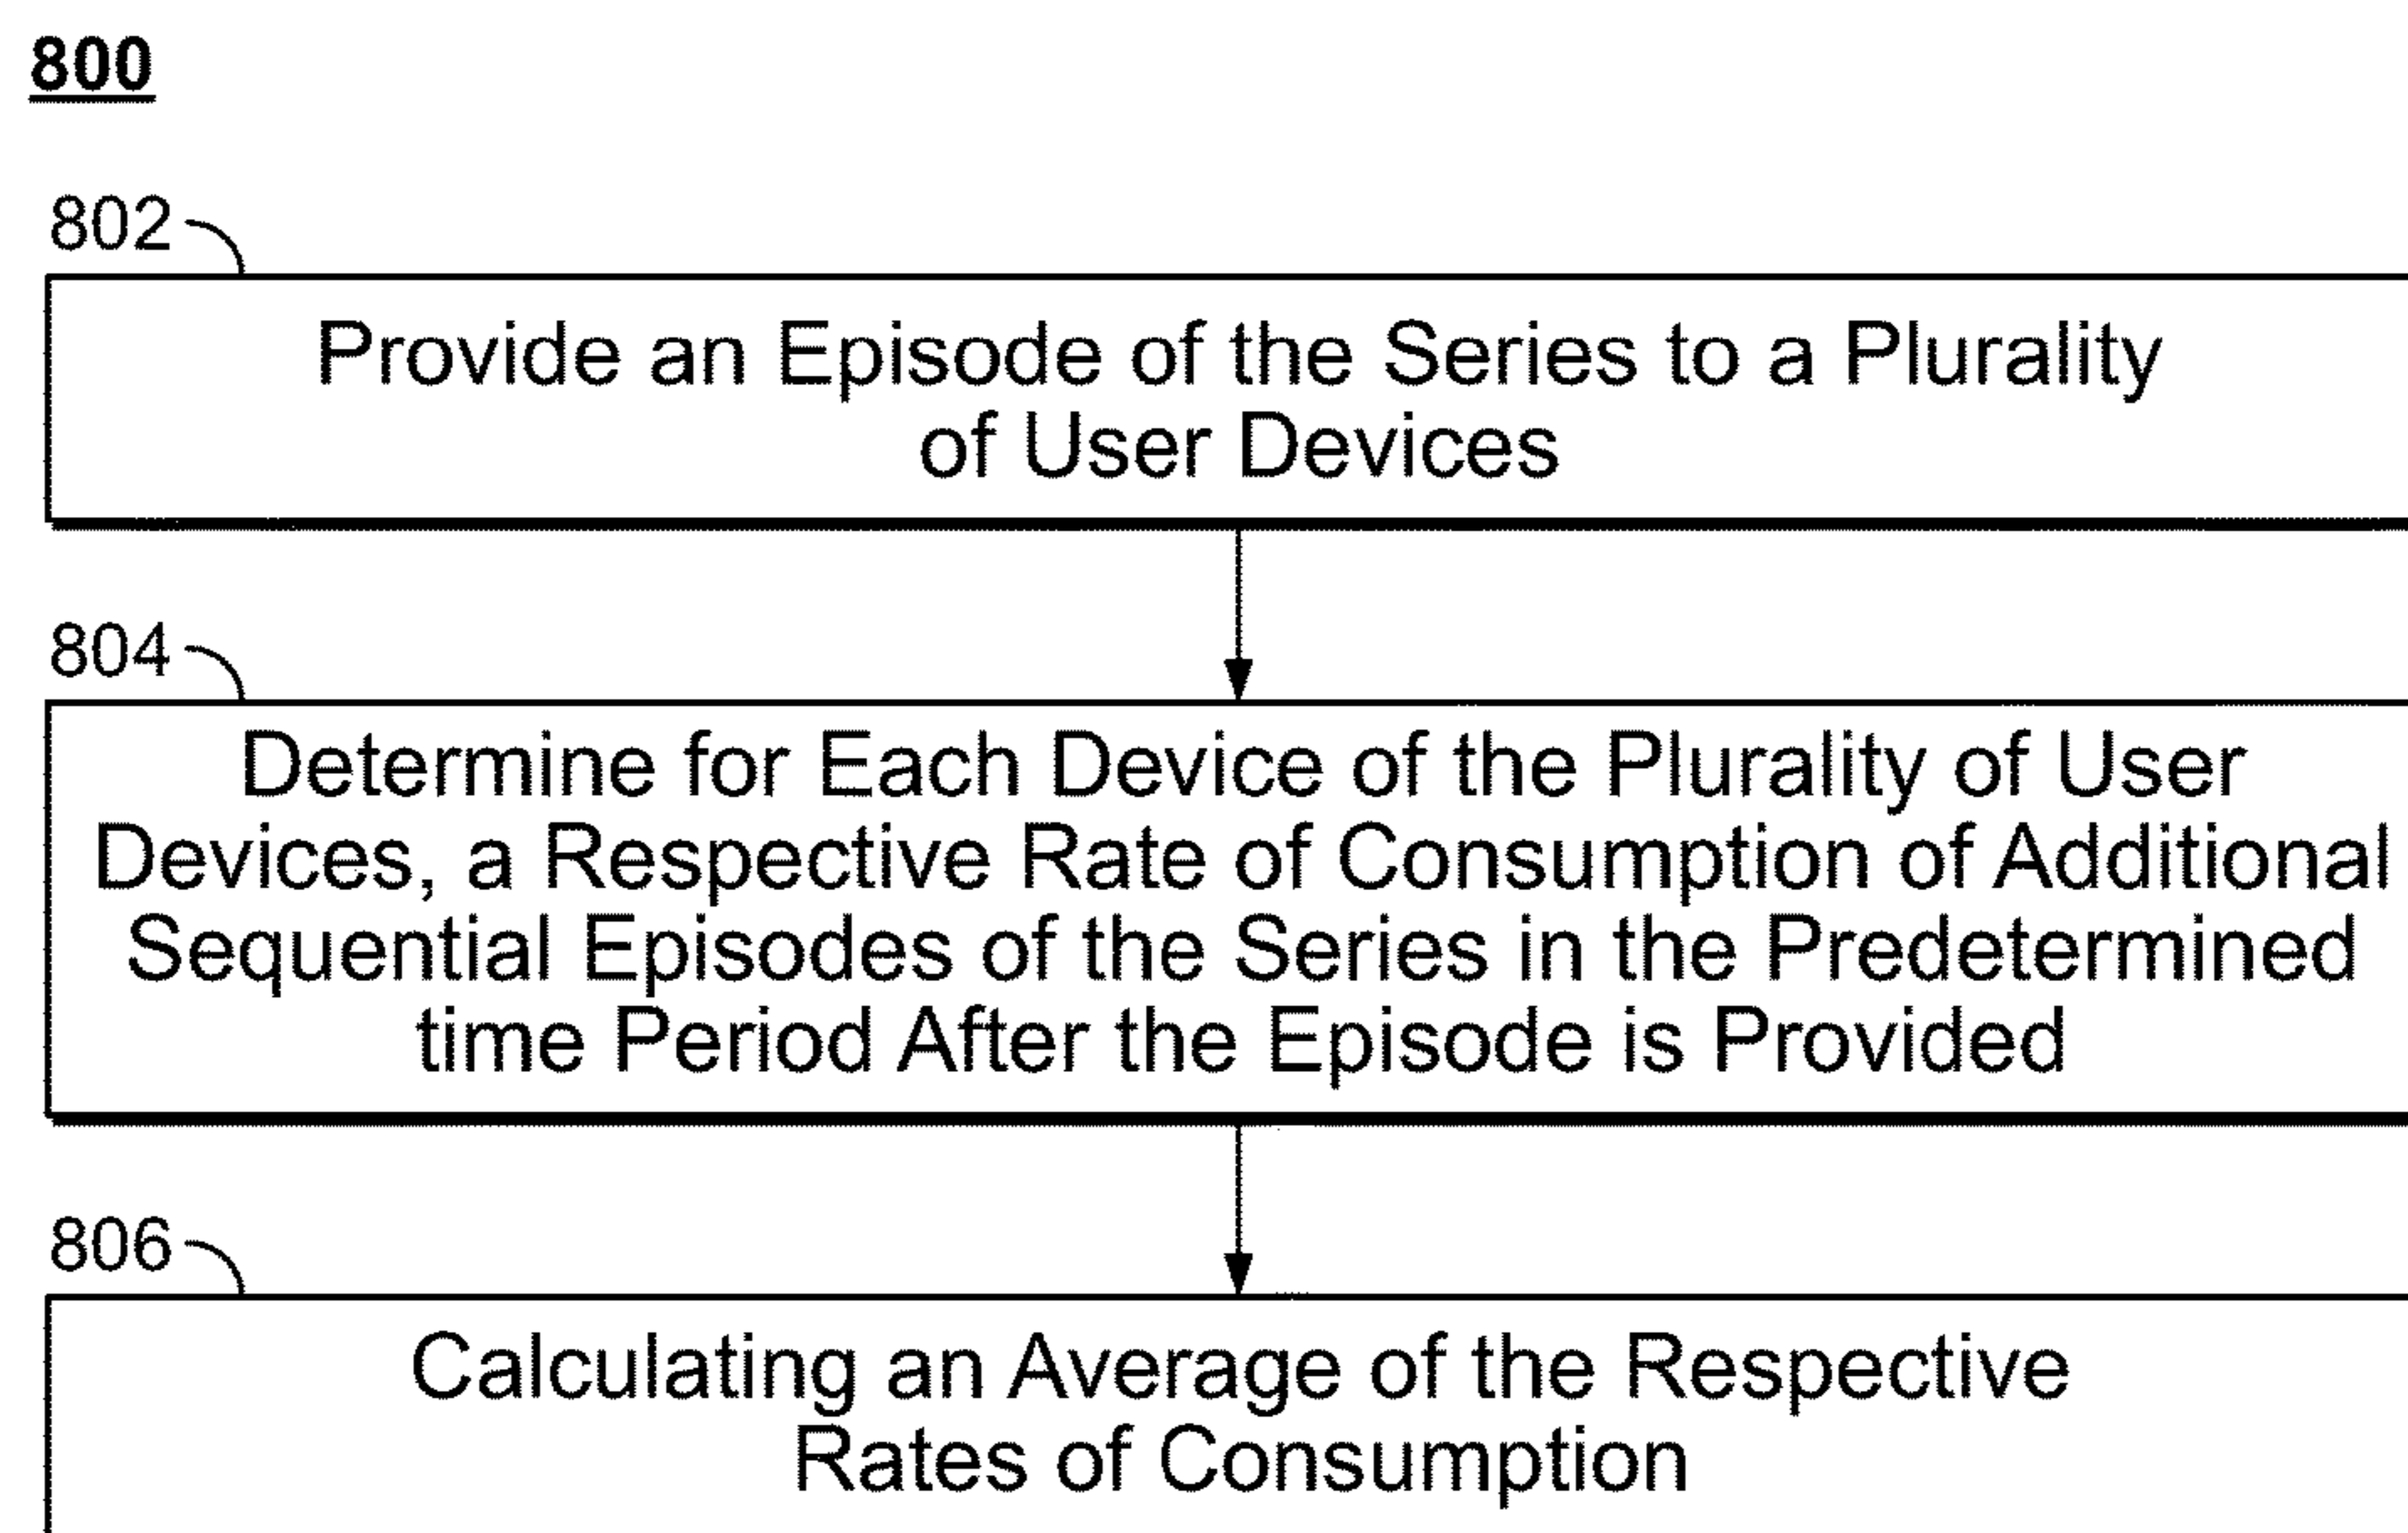 800
802
Provide an Episode of the Series to a Plurality
of User Devices
804
Determine for Each Device of the Plurality of User
Devices, a Respective Rate of Consumption of Additional
Sequential Episodes of the Series in the Predetermined
time Period After the Episode is Provided
806
Calculating an Average of the Respective
Rates of Consumption